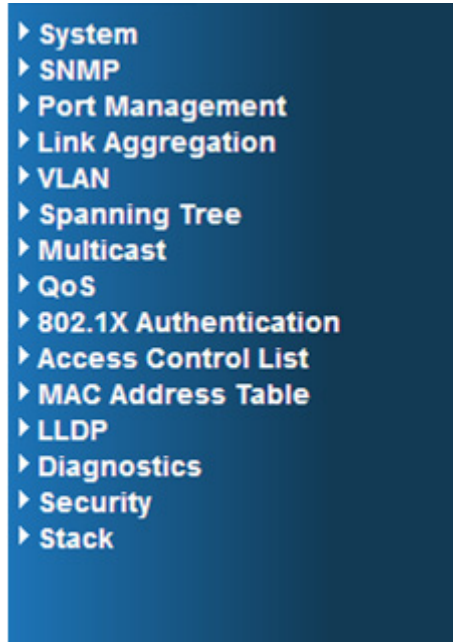 System
SNMP
Port Management
Link Aggregation
VLAN
Spanning Tree
Multicast
QoS
802.1X Authentication
Access Control List
MAC Address Table
LLDP
Diagnostics
Security
Stack